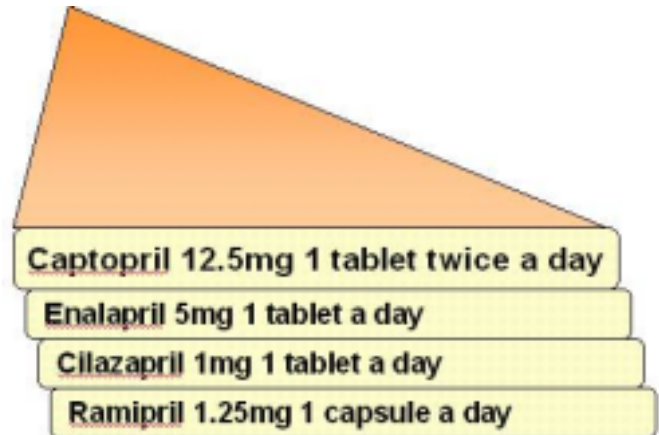 Captopril 12.5mg 1 tablet twice a day
Enalapril 5mg 1 tablet a day
Cilazapril 1mg 1 tablet a day
Ramipril 1.25mg 1 capsule a day